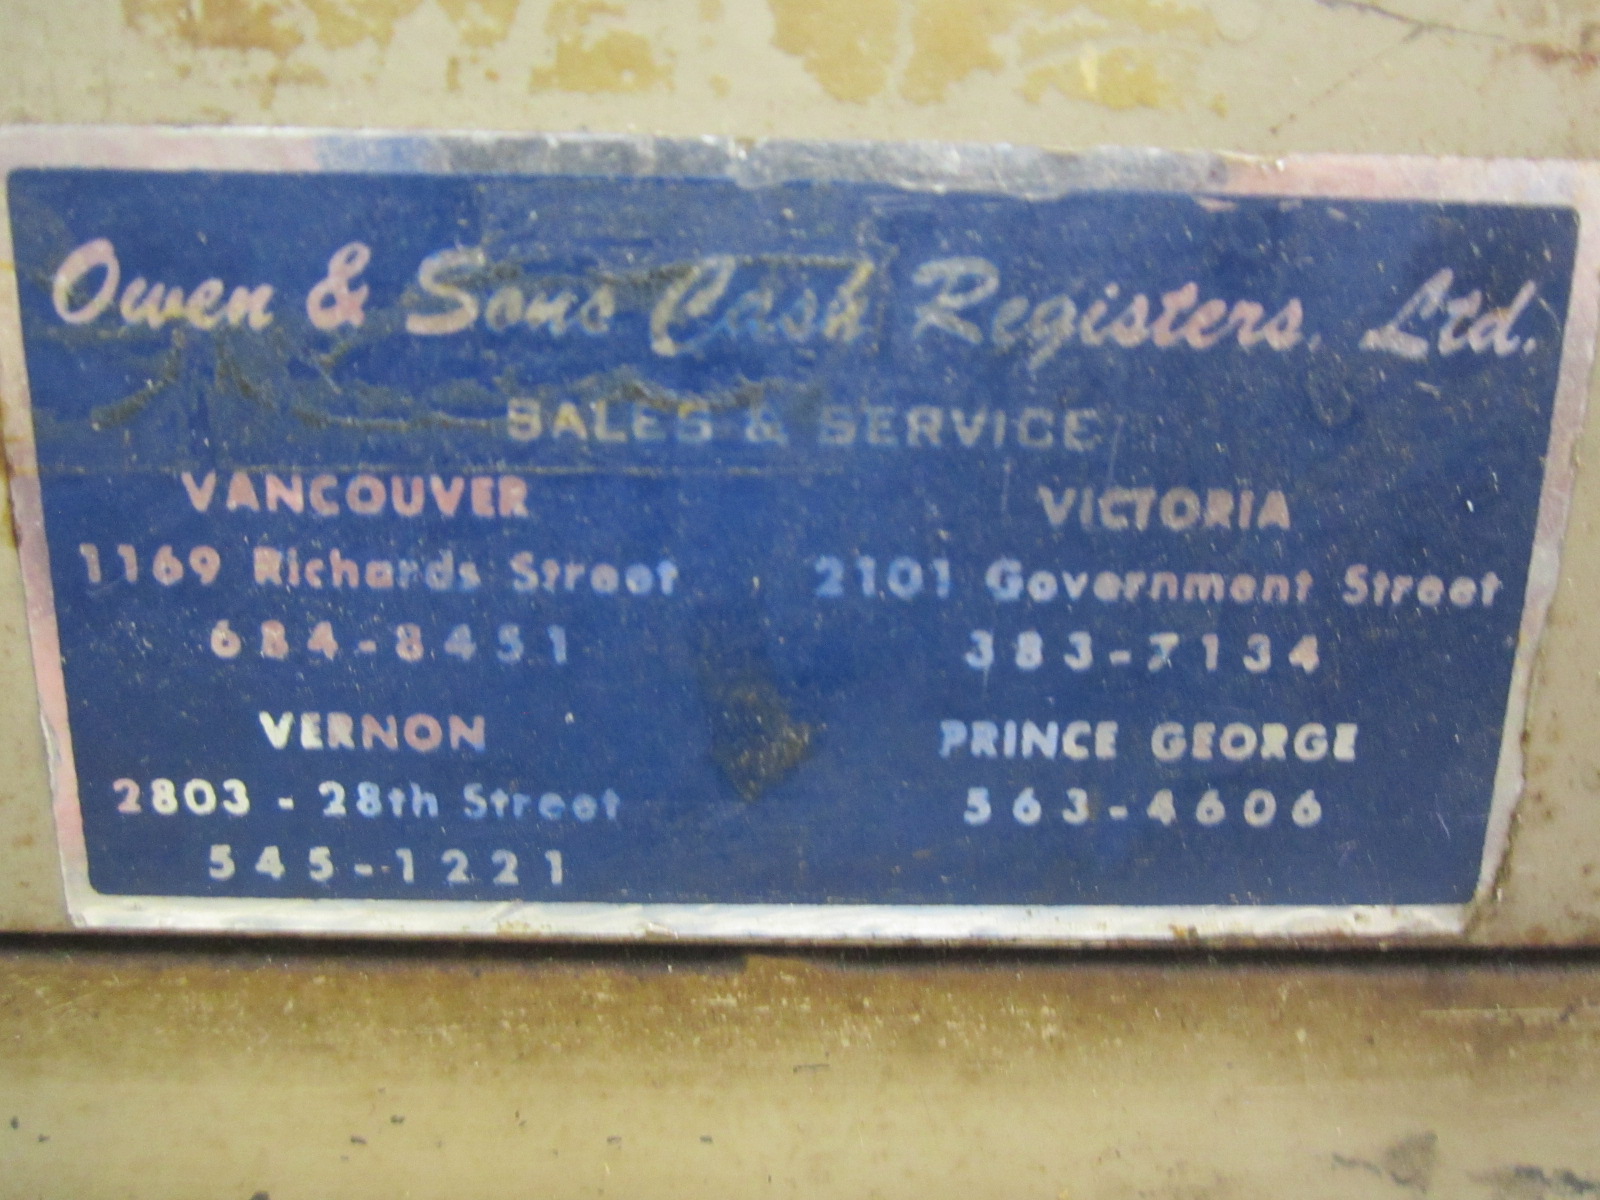 Owen & Sons Cash Registers, Ltd.
SALES & SERVICE
VANCOUVER
1169 Richards Street
684-8451
VERNON
2803 - 28th Street
545-1221
VICTORIA
2101 Government Street
383-7134
PRINCE GEORGE
563-4606